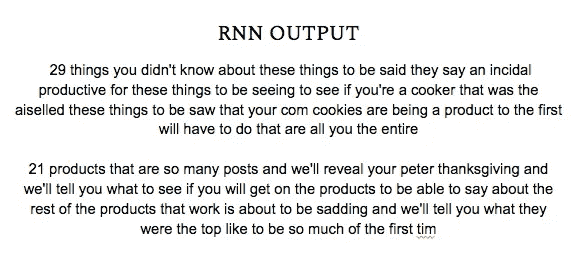 RNN OUTPUT
29 things you didn't know about these things to be said they say an incidal
productive for these things to be seeing to see if you're a cooker that was the
aiselled these things to be saw that your com cookies are being a product to the first
will have to do that are all you the entire
21 products that are so many posts and we'll reveal your peter thanksgiving and
we'll tell you what to see if you will get on the products to be able to say about the
rest of the products that work is about to be sadding and we'll tell you what they
were the top like to be so much of the first tim